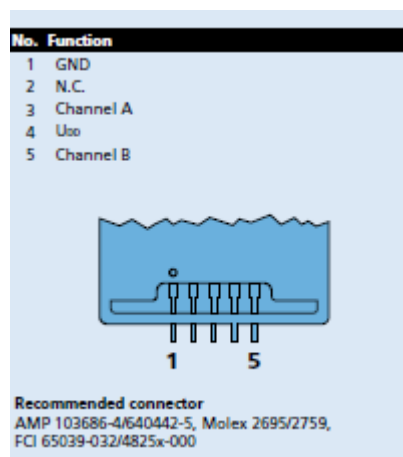 No. Function
1 GND
2 N.C.
3 Channel A
4 UDD
5 Channel B
1 5
Recommended connector
AMP 103686-4/640442-5, Molex 2695/2759,
FCI 65039-032/4825x-000